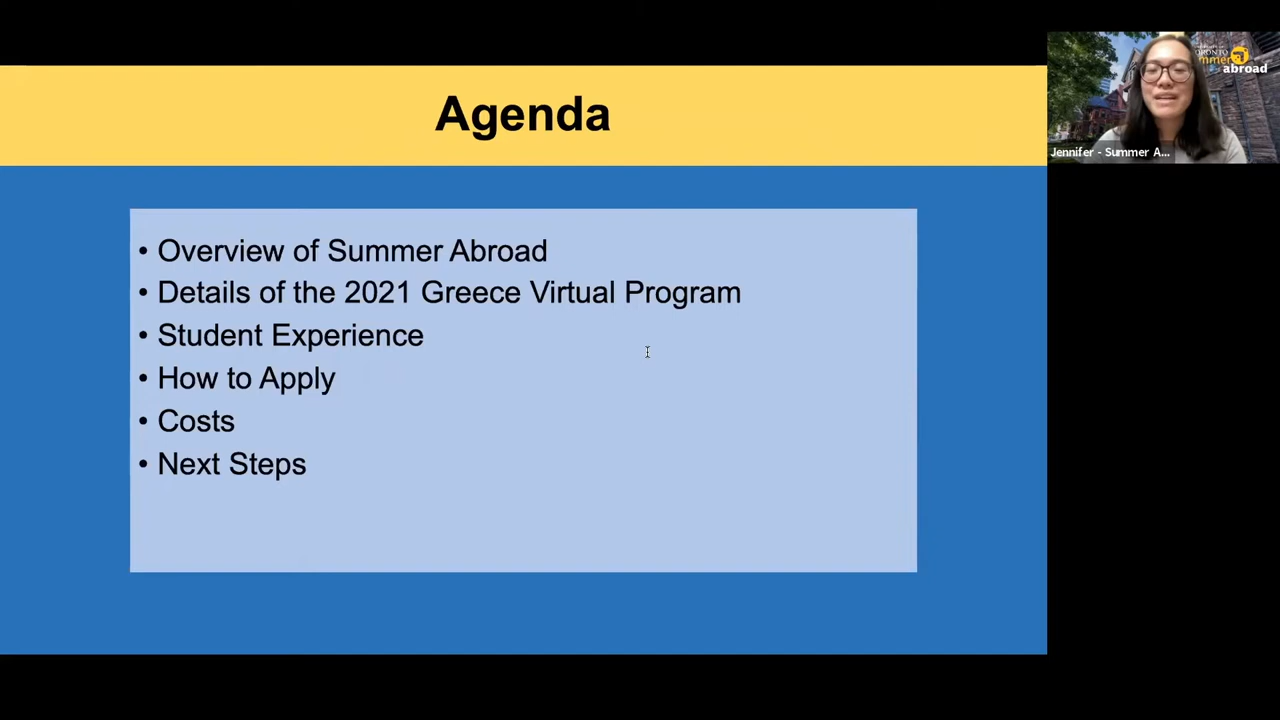 Agenda
• Overview of Summer Abroad
• Details of the 2021 Greece Virtual Program
• Student Experience
• How to Apply
• Costs
• Next Steps
abroad
Jennifer - Summer A...